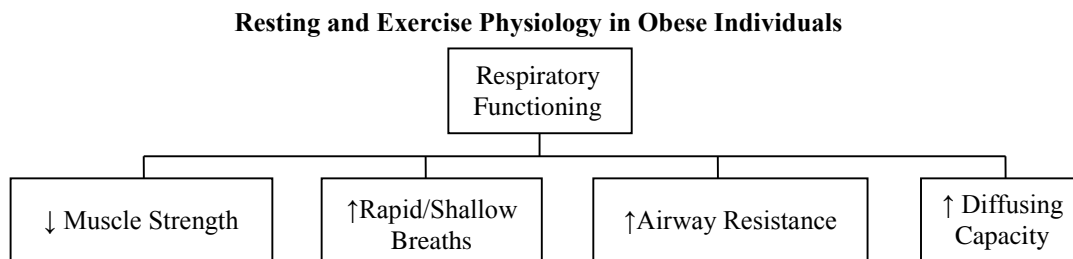 Resting and Exercise Physiology in Obese Individuals
Respiratory
Functioning
↓ Muscle Strength
↑Rapid/Shallow
Breaths
↑Airway Resistance
↑ Diffusing
Capacity